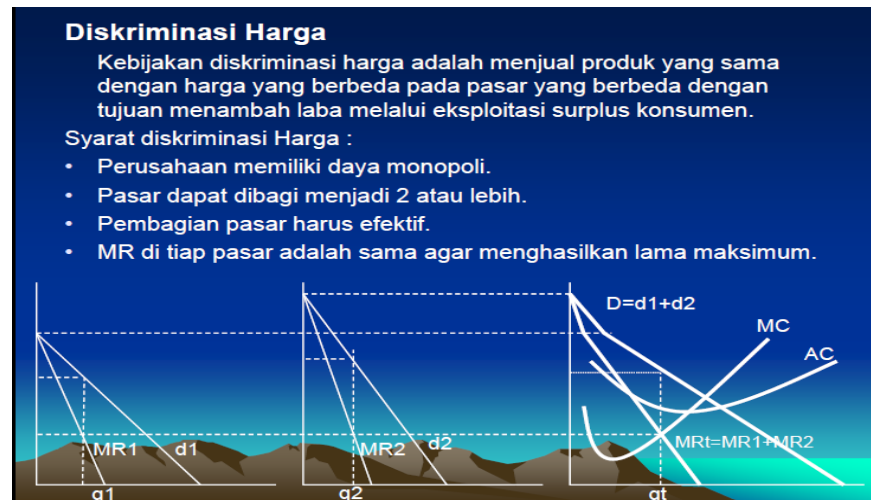 Diskriminasi Harga
Kebijakan diskriminasi harga adalah menjual produk yang sama
dengan harga yang berbeda pada pasar yang berbeda dengan
tujuan menambah laba melalui eksploitasi surplus konsumen.
Syarat diskriminasi Harga :
• Perusahaan memiliki daya monopoli.
• Pasar dapat dibagi menjadi 2 atau lebih.
• Pembagian pasar harus efektif.
• MR di tiap pasar adalah sama agar menghasilkan lama maksimum.
D=d1+d2
MC
AC
MR1
d1
MR2
d2
MRt=MR1+MR2
q1
q2
qt